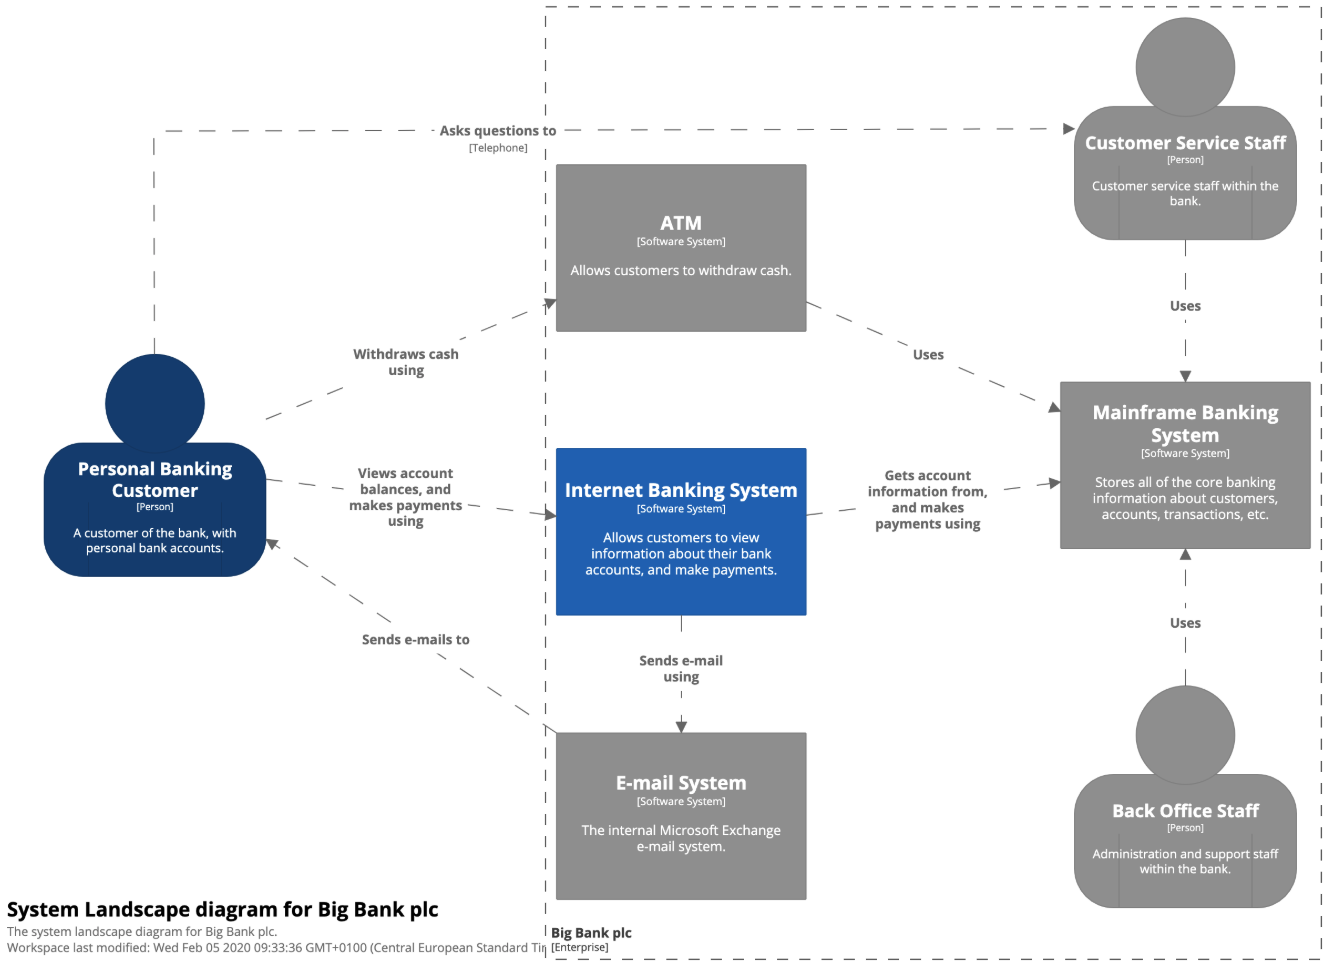 Asks questions to
[Telephone]
Customer Service Staff
[Person]
Customer service staff within the
bank.
ATM
[Software System]
Allows customers to withdraw cash.
Uses
Withdraws cash
using
Uses
Mainframe Banking
System
[Software System]
Stores all of the core banking
information about customers,
accounts, transactions, etc.
Personal Banking
Customer
[Person]
A customer of the bank, with
personal bank accounts.
Views account
balances, and
makes payments
using
Internet Banking System
[Software System]
Allows customers to view
information about their bank
accounts, and make payments.
Gets account
information from,
and makes
payments using
Sends e-mails to
Sends e-mail
using
Uses
E-mail System
[Software System]
The internal Microsoft Exchange
e-mail system.
Back Office Staff
[Person]
Administration and support staff
within the bank.
System Landscape diagram for Big Bank plc
The system landscape diagram for Big Bank plc.
Workspace last modified: Wed Feb 05 2020 09:33:36 GMT+0100 (Central European Standard
Big Bank plc
[Enterprise]